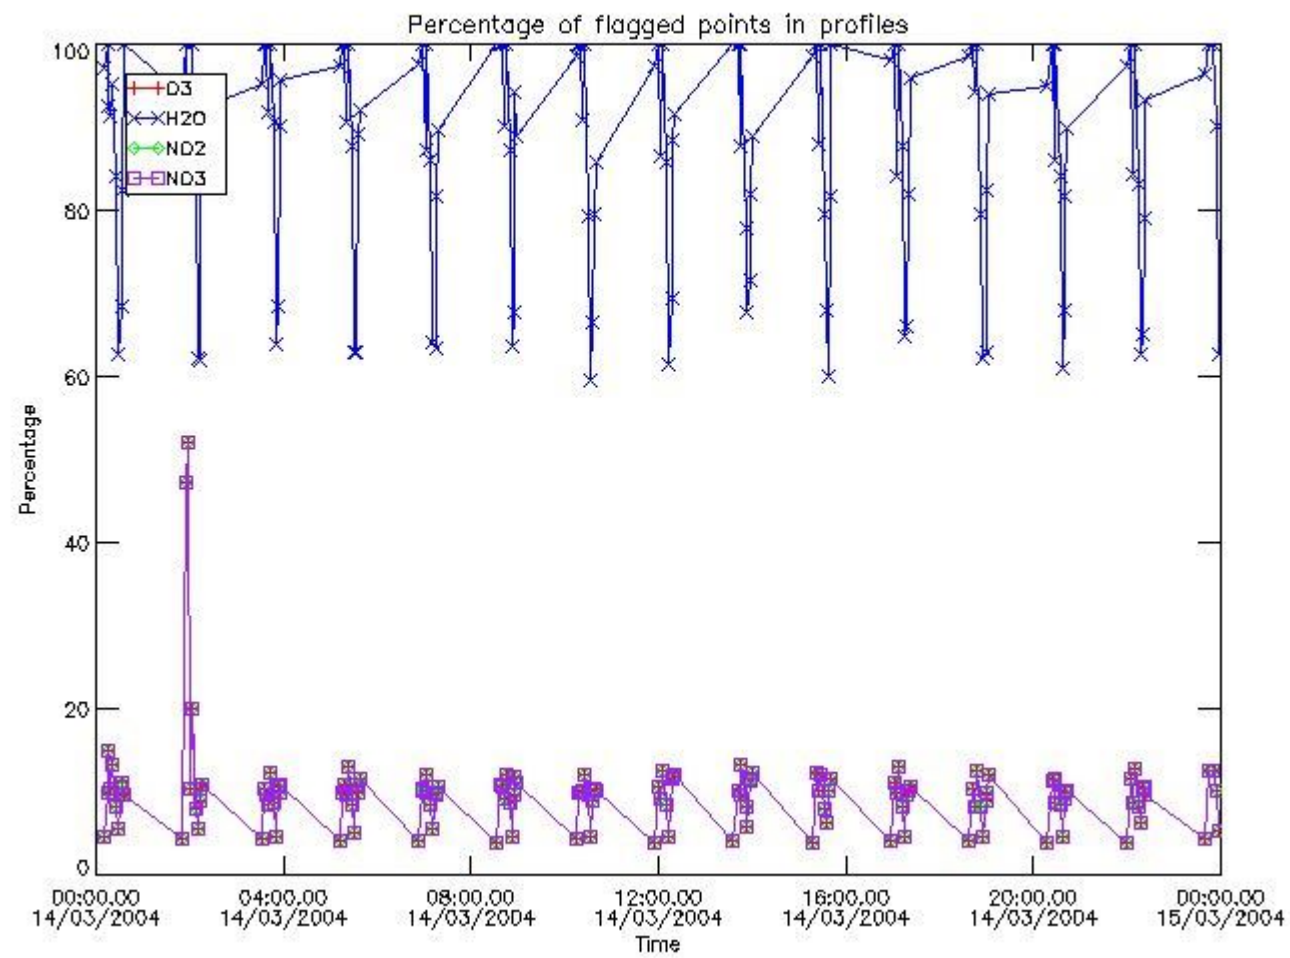 Percentage of flagged points in profiles
100
80
60
40
20
0
Percentage
O3
H2O
NO2
NO3
00:00.00 04:00.00 08:00.00 12:00.00 16:00.00 20:00.00 00:00.00
14/03/2004 14/03/2004 14/03/2004 14/03/2004 14/03/2004 14/03/2004 15/03/2004
Time